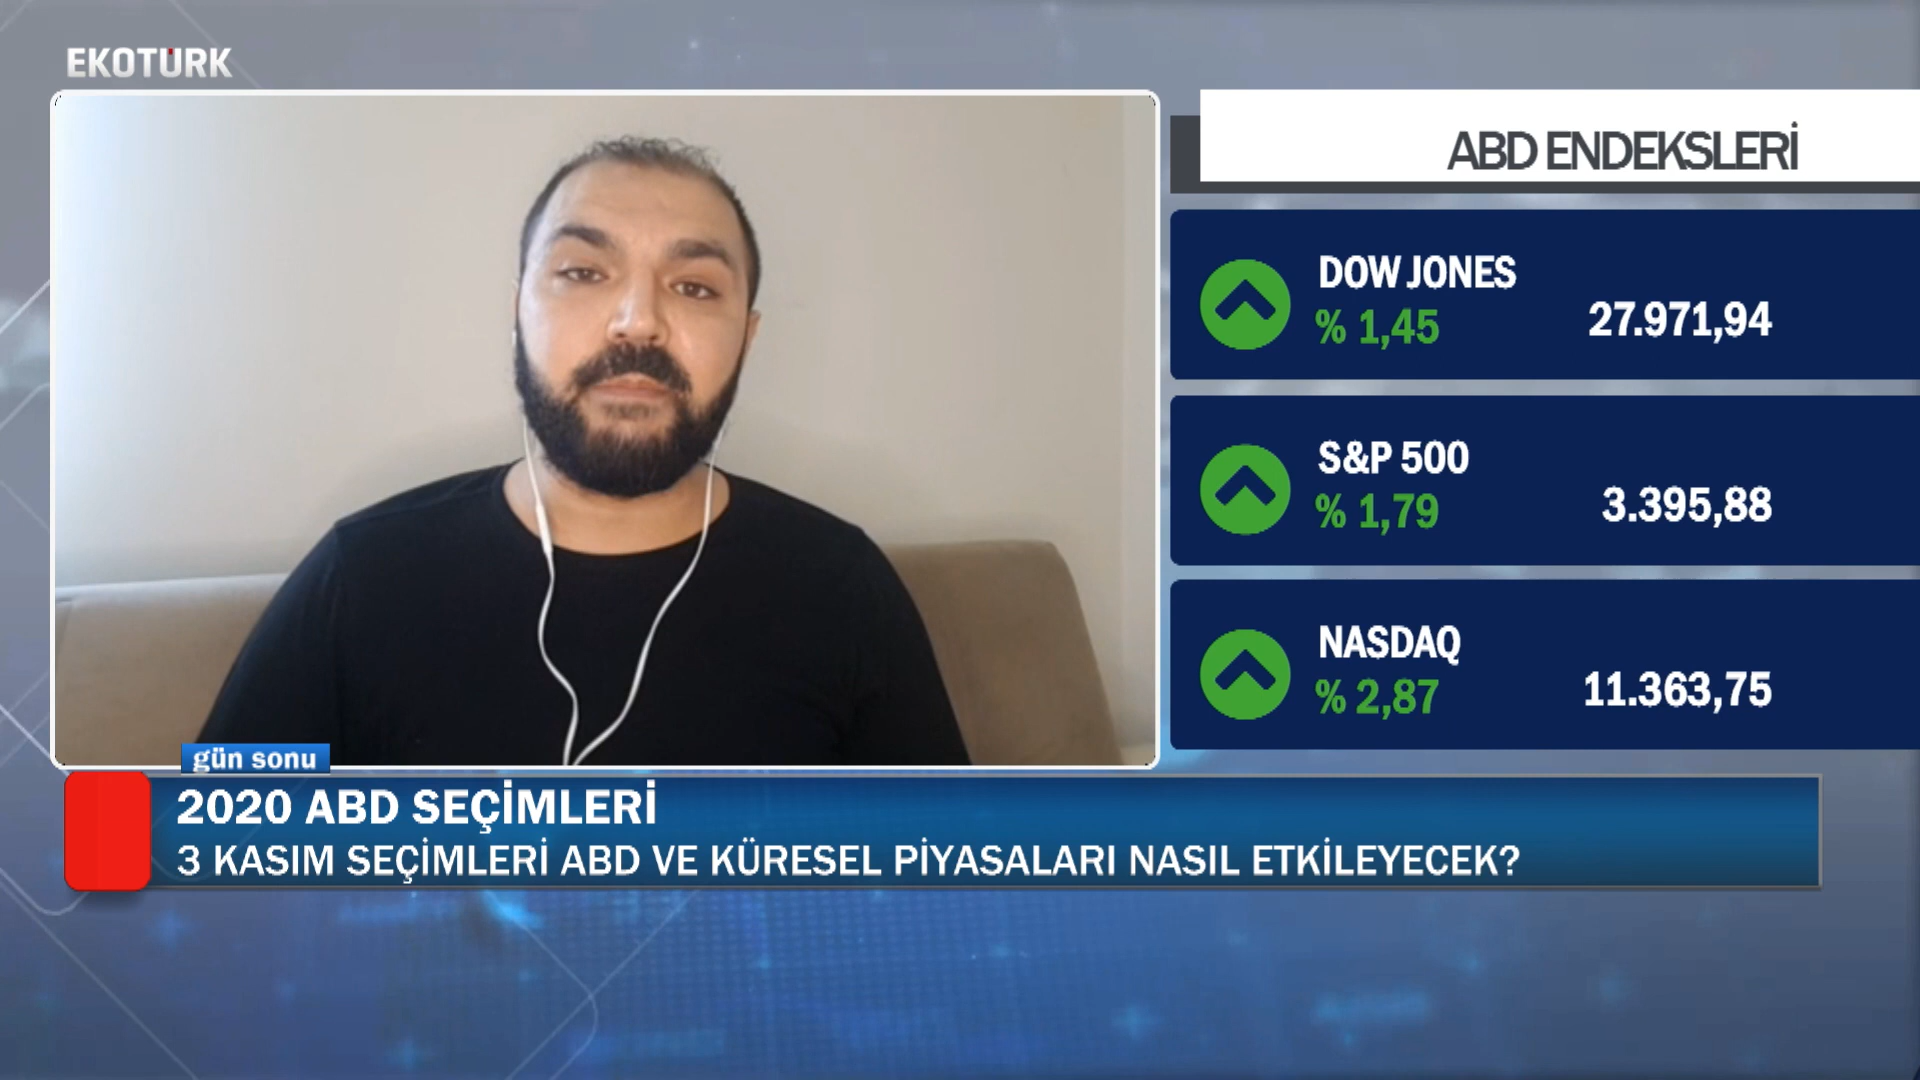 EKOTÜRK
ABD ENDEKSLERİ
DOW JONES
% 1,45
27.971,94
S&P 500
% 1,79
3.395,88
NASDAQ
% 2,87
11.363,75
gün sonu
2020 ABD SEÇİMLERİ
3 KASIM SEÇİMLERİ ABD VE KÜRESEL PİYASALARI NASIL ETKİLEYECEK?